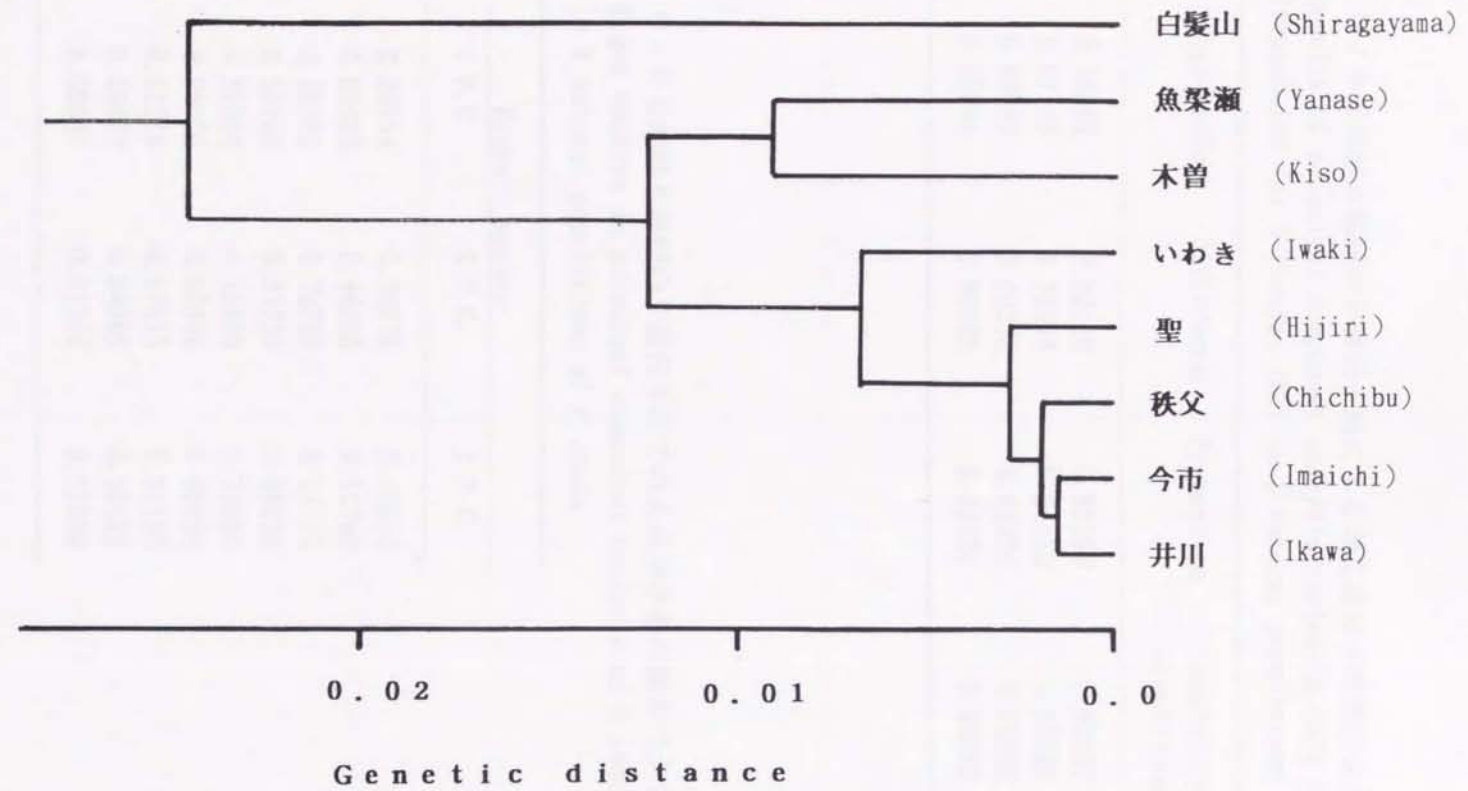 白髪山 (Shiragayama)
魚梁瀬 (Yanase)
木曽 (Kiso)
いわき (Iwaki)
聖 (Hijiri)
秩父 (Chichibu)
今市 (Imaichi)
井川 (Ikawa)
0.02 0.01 0.0
Genetic distance